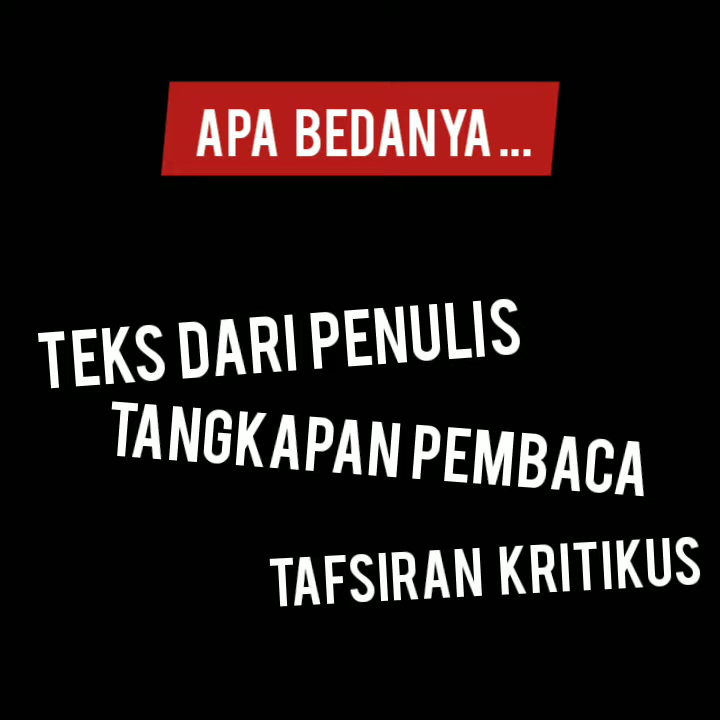 APA BEDANYA...
TEKS DARI PENULIS
TANGKAPAN PEMBACA
TAFSIRAN KRITIKUS